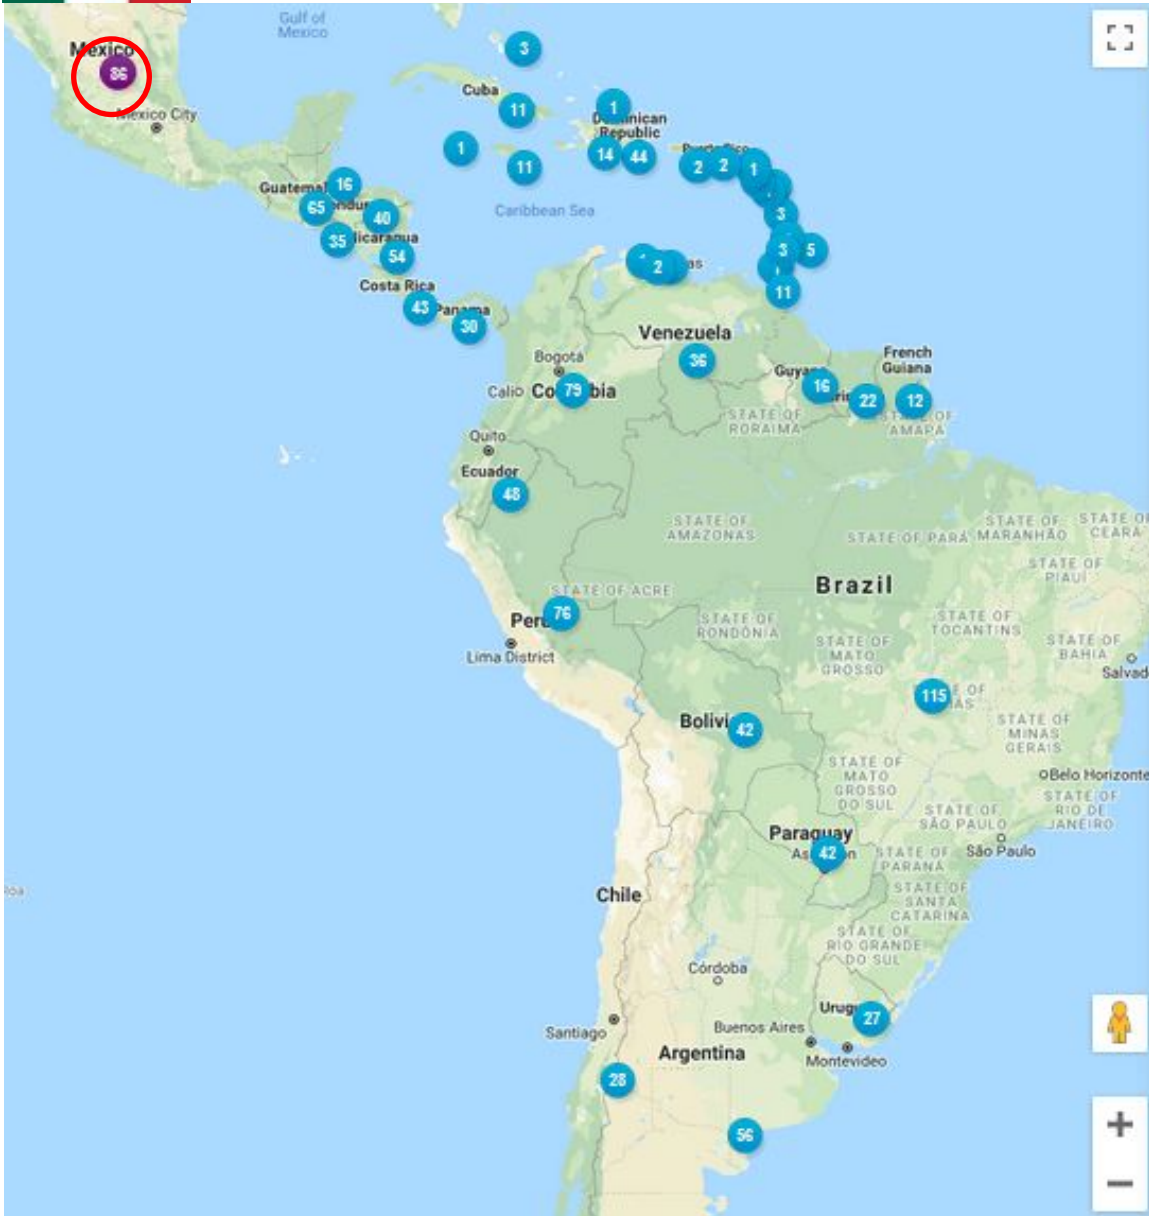 Gulf of
Mexico
Mexico
86
3
Mexico City
Cuba
11
1
Republic
1
11
14
44
2
2
1
16
65
40
3
Caribbean Sea
35
54
3
5
2
Costa Rica
11
43
30
Venezuela
36
Bogotá
French
Guiana
16
22
12
Calio
79
STATE OF
RORAIMA
AMAPÁ
Quito
Ecuador
48
STATE OF
AMAZONAS
STATE OF PARÁ
STATE OF
MARANHÃO
STATE OF
CEARÁ
STATE OF
PIAUÍ
Brazil
STATE OF ACRE
76
Lima District
STATE OF
RONDÔNIA
STATE OF
MATO
GROSSO
STATE OF
TOCANTINS
STATE OF
BAHIA
Salvad
115
42
STATE OF
MINAS
GERAIS
STATE OF
MATO
GROSSO
DO SUL
Belo Horizonte
STATE OF
RIO DE
JANEIRO
STATE OF
SÃO PAULO
São Paulo
Paraguay
42
STATE OF
PARANÁ
Chile
STATE OF
SANTA
CATARINA
STATE OF
RIO GRANDE
DO SUL
Córdoba
27
Santiago
Buenos Aires
Argentina
Montevideo
28
56
+
−